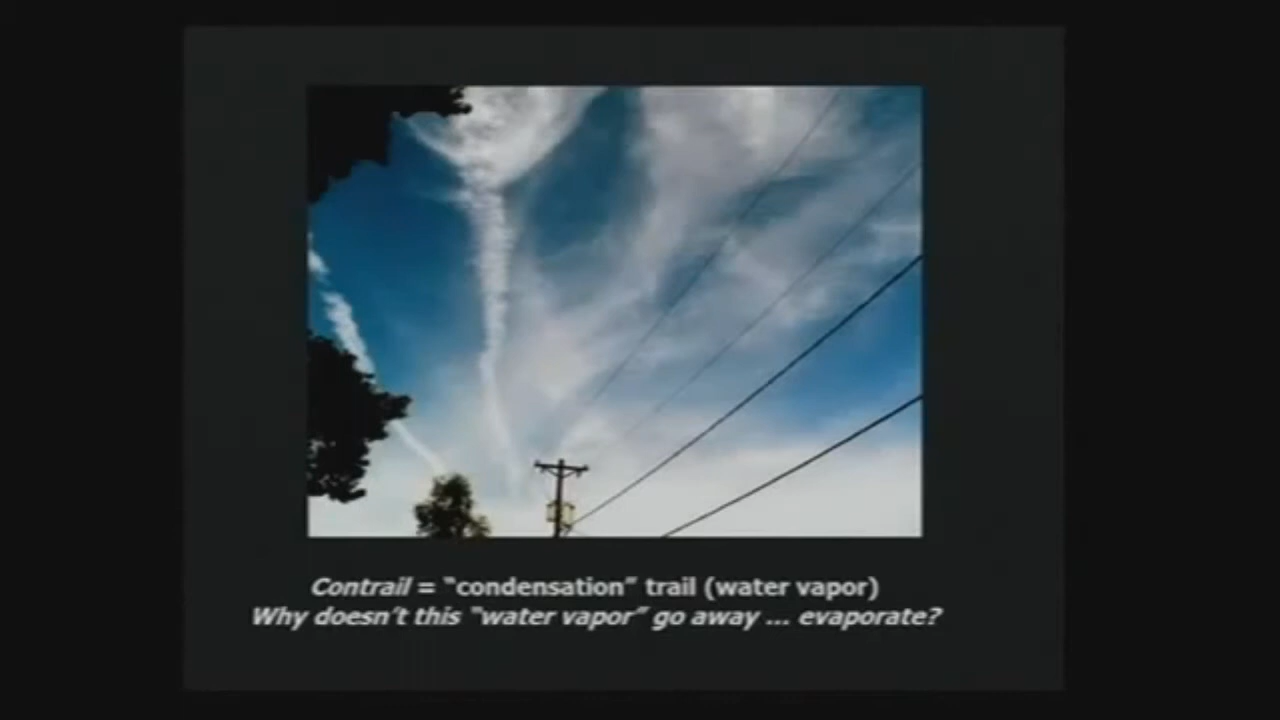 Contrail = “condensation” trail (water vapor)
Why doesn’t this “water vapor” go away ... evaporate?